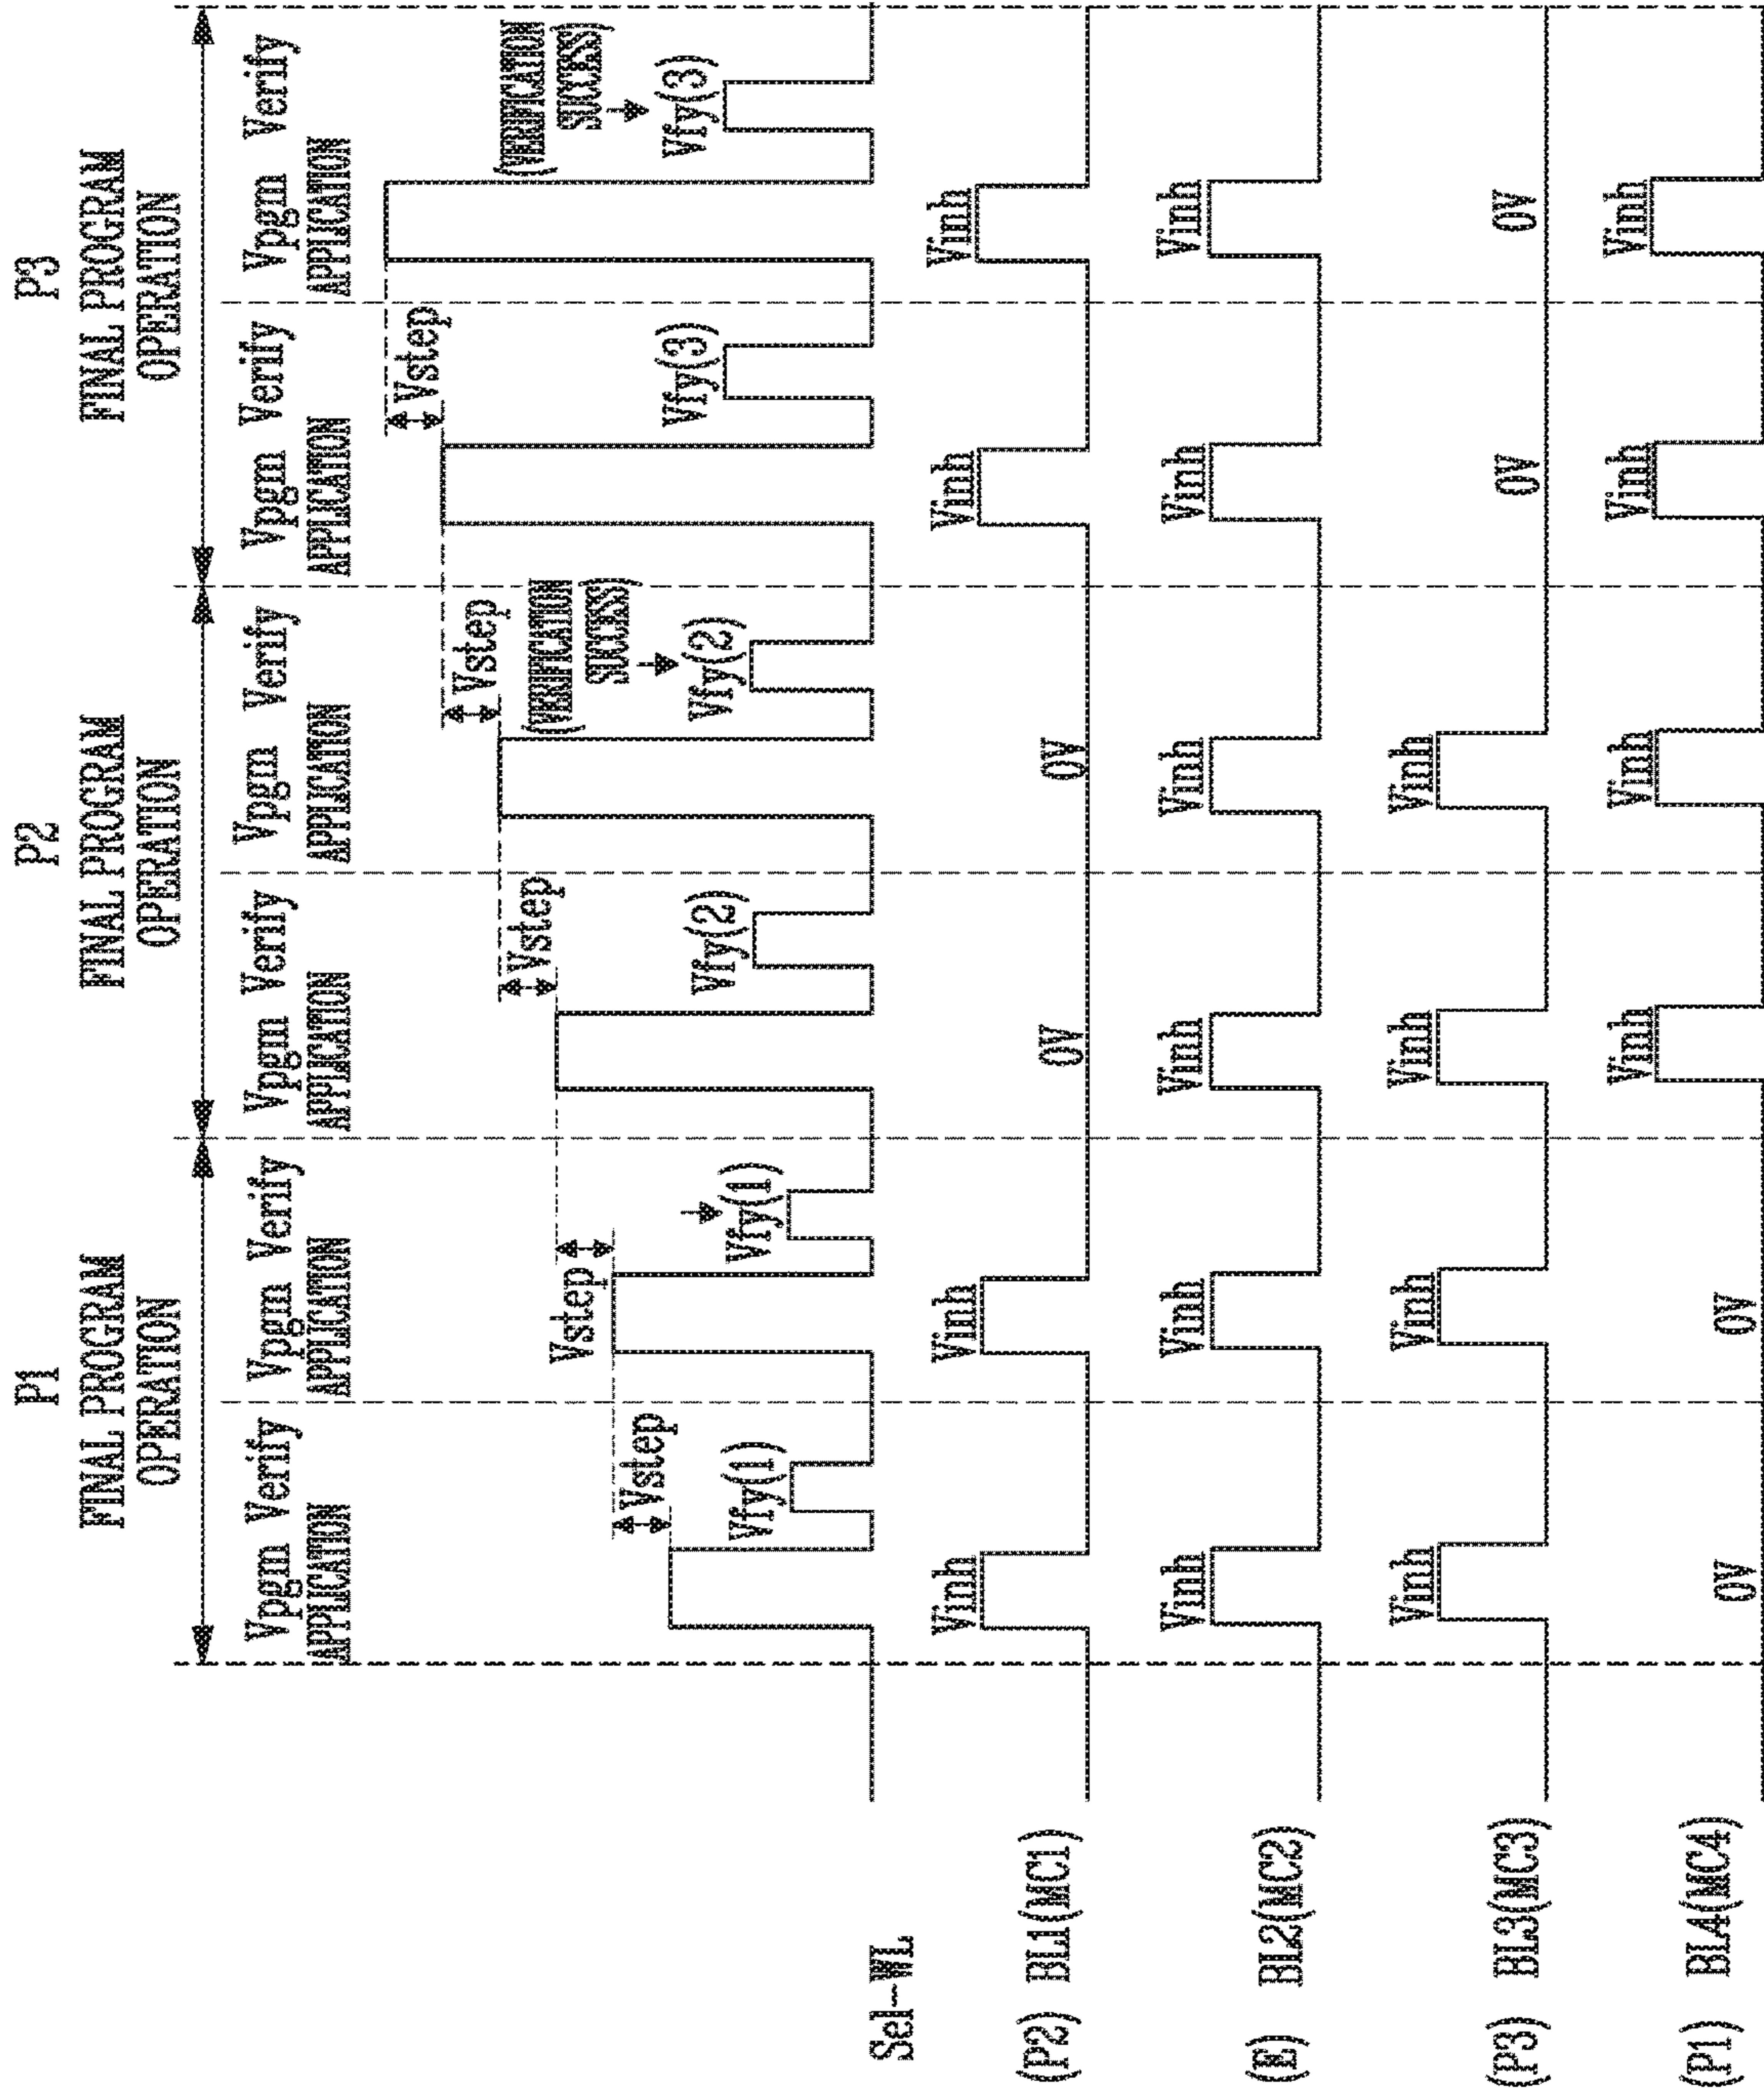 P1
FINAL PROGRAM
OPERATION
P2
FINAL PROGRAM
OPERATION
P3
FINAL PROGRAM
OPERATION
Vpgm Verify
APPLICATION
Vpgm Verify
APPLICATION
Vpgm Verify
APPLICATION
Vpgm Verify
APPLICATION
Vpgm Verify
APPLICATION
Vpgm Verify
APPLICATION
Vstep
Vstep
Vstep
Vstep
Vstep
(VERIFICATION
SUCCESS)
(VERIFICATION
SUCCESS)
Vfy(1)
Vfy(1)
Vfy(2)
Vfy(2)
Vfy(3)
Vfy(3)
Sel-WL
Vinh
Vinh
0V
0V
Vinh
Vinh
(P2) BL1(MC1)
Vinh
Vinh
Vinh
Vinh
Vinh
Vinh
(E) BL2(MC2)
Vinh
Vinh
Vinh
Vinh
0V
0V
(P3) BL3(MC3)
0V
0V
Vinh
Vinh
Vinh
Vinh
(P1) BL4(MC4)